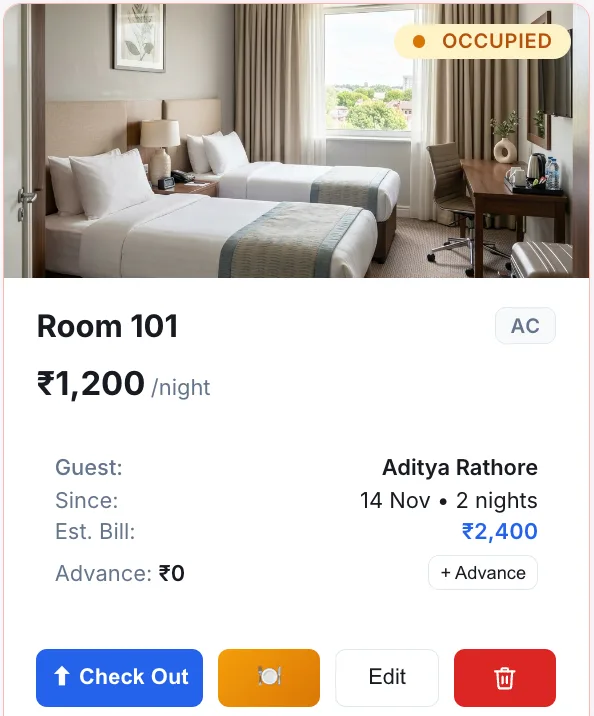 OCCUPIED
Room 101
AC
₹1,200 /night
Guest: Aditya Rathore
Since: 14 Nov • 2 nights
Est. Bill: ₹2,400
Advance: ₹0 + Advance
⬆ Check Out
Edit